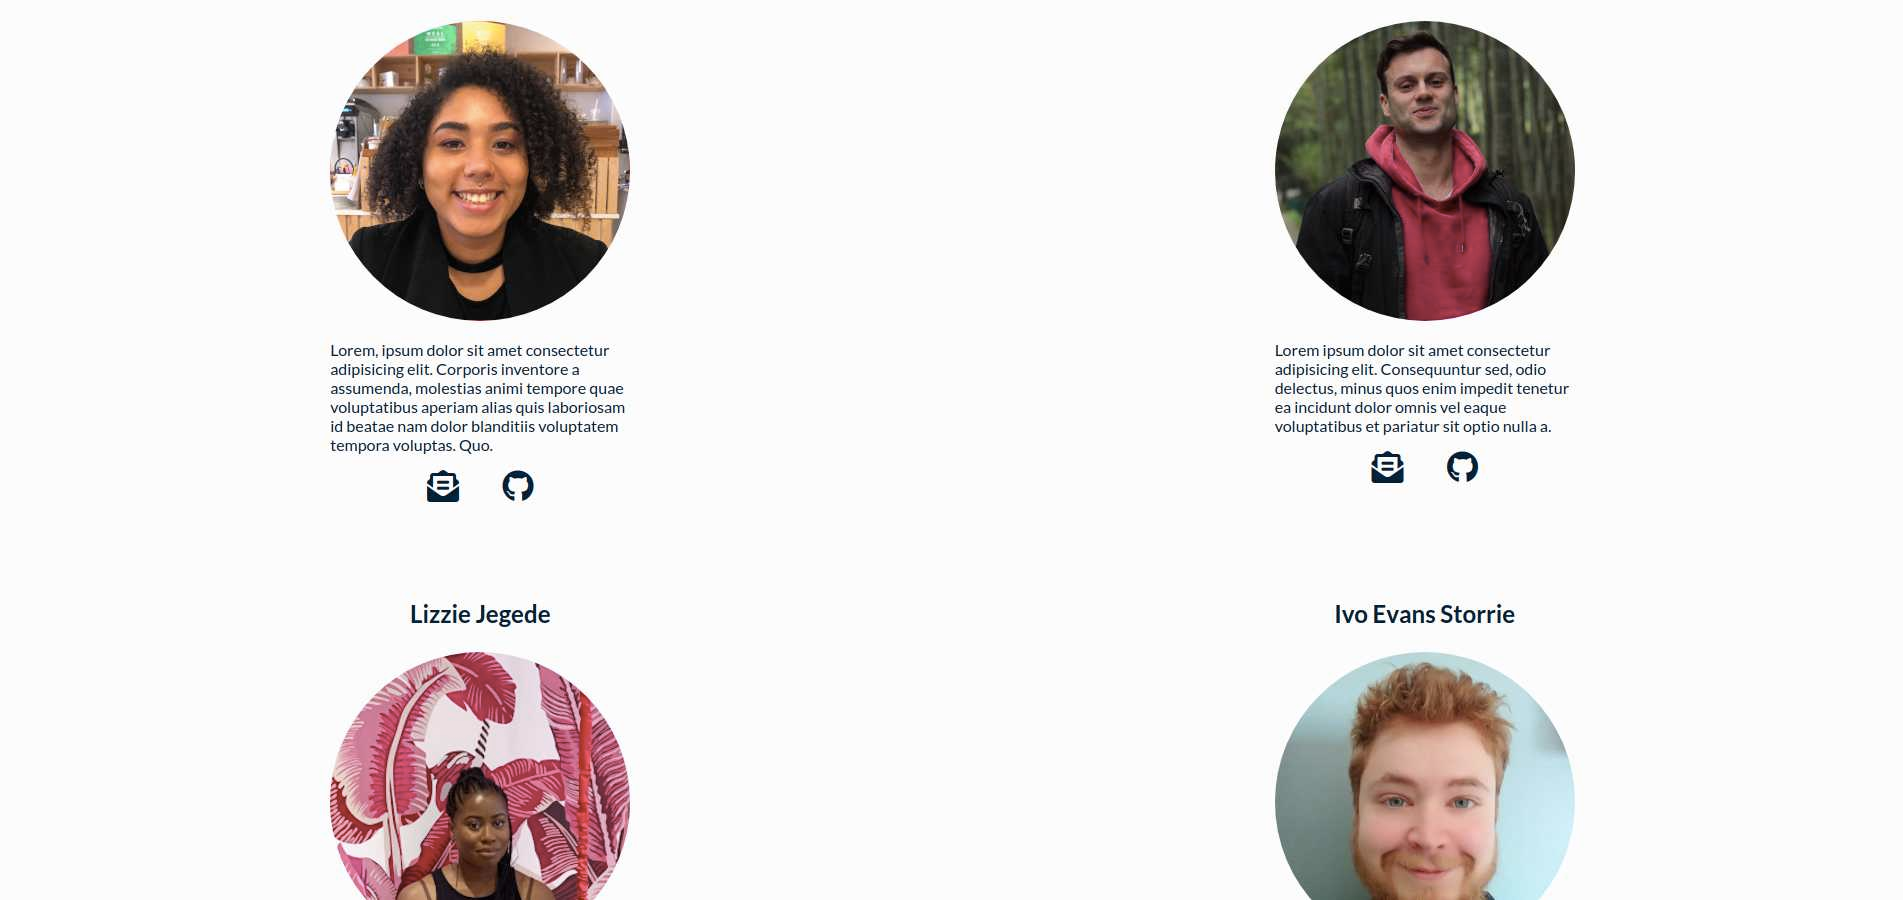 Lorem, ipsum dolor sit amet consectetur
adipisicing elit. Corporis inventore a
assumenda, molestias animi tempore quae
voluptatibus aperiam alias quis laboriosam
id beatae nam dolor blanditiis voluptatem
tempora voluptas. Quo.
Lorem ipsum dolor sit amet consectetur
adipisicing elit. Consequuntur sed, odio
delectus, minus quos enim impedit tenetur
ea incidunt dolor omnis vel eaque
voluptatibus et pariatur sit optio nulla a.
Lizzie Jegede
Ivo Evans Storrie